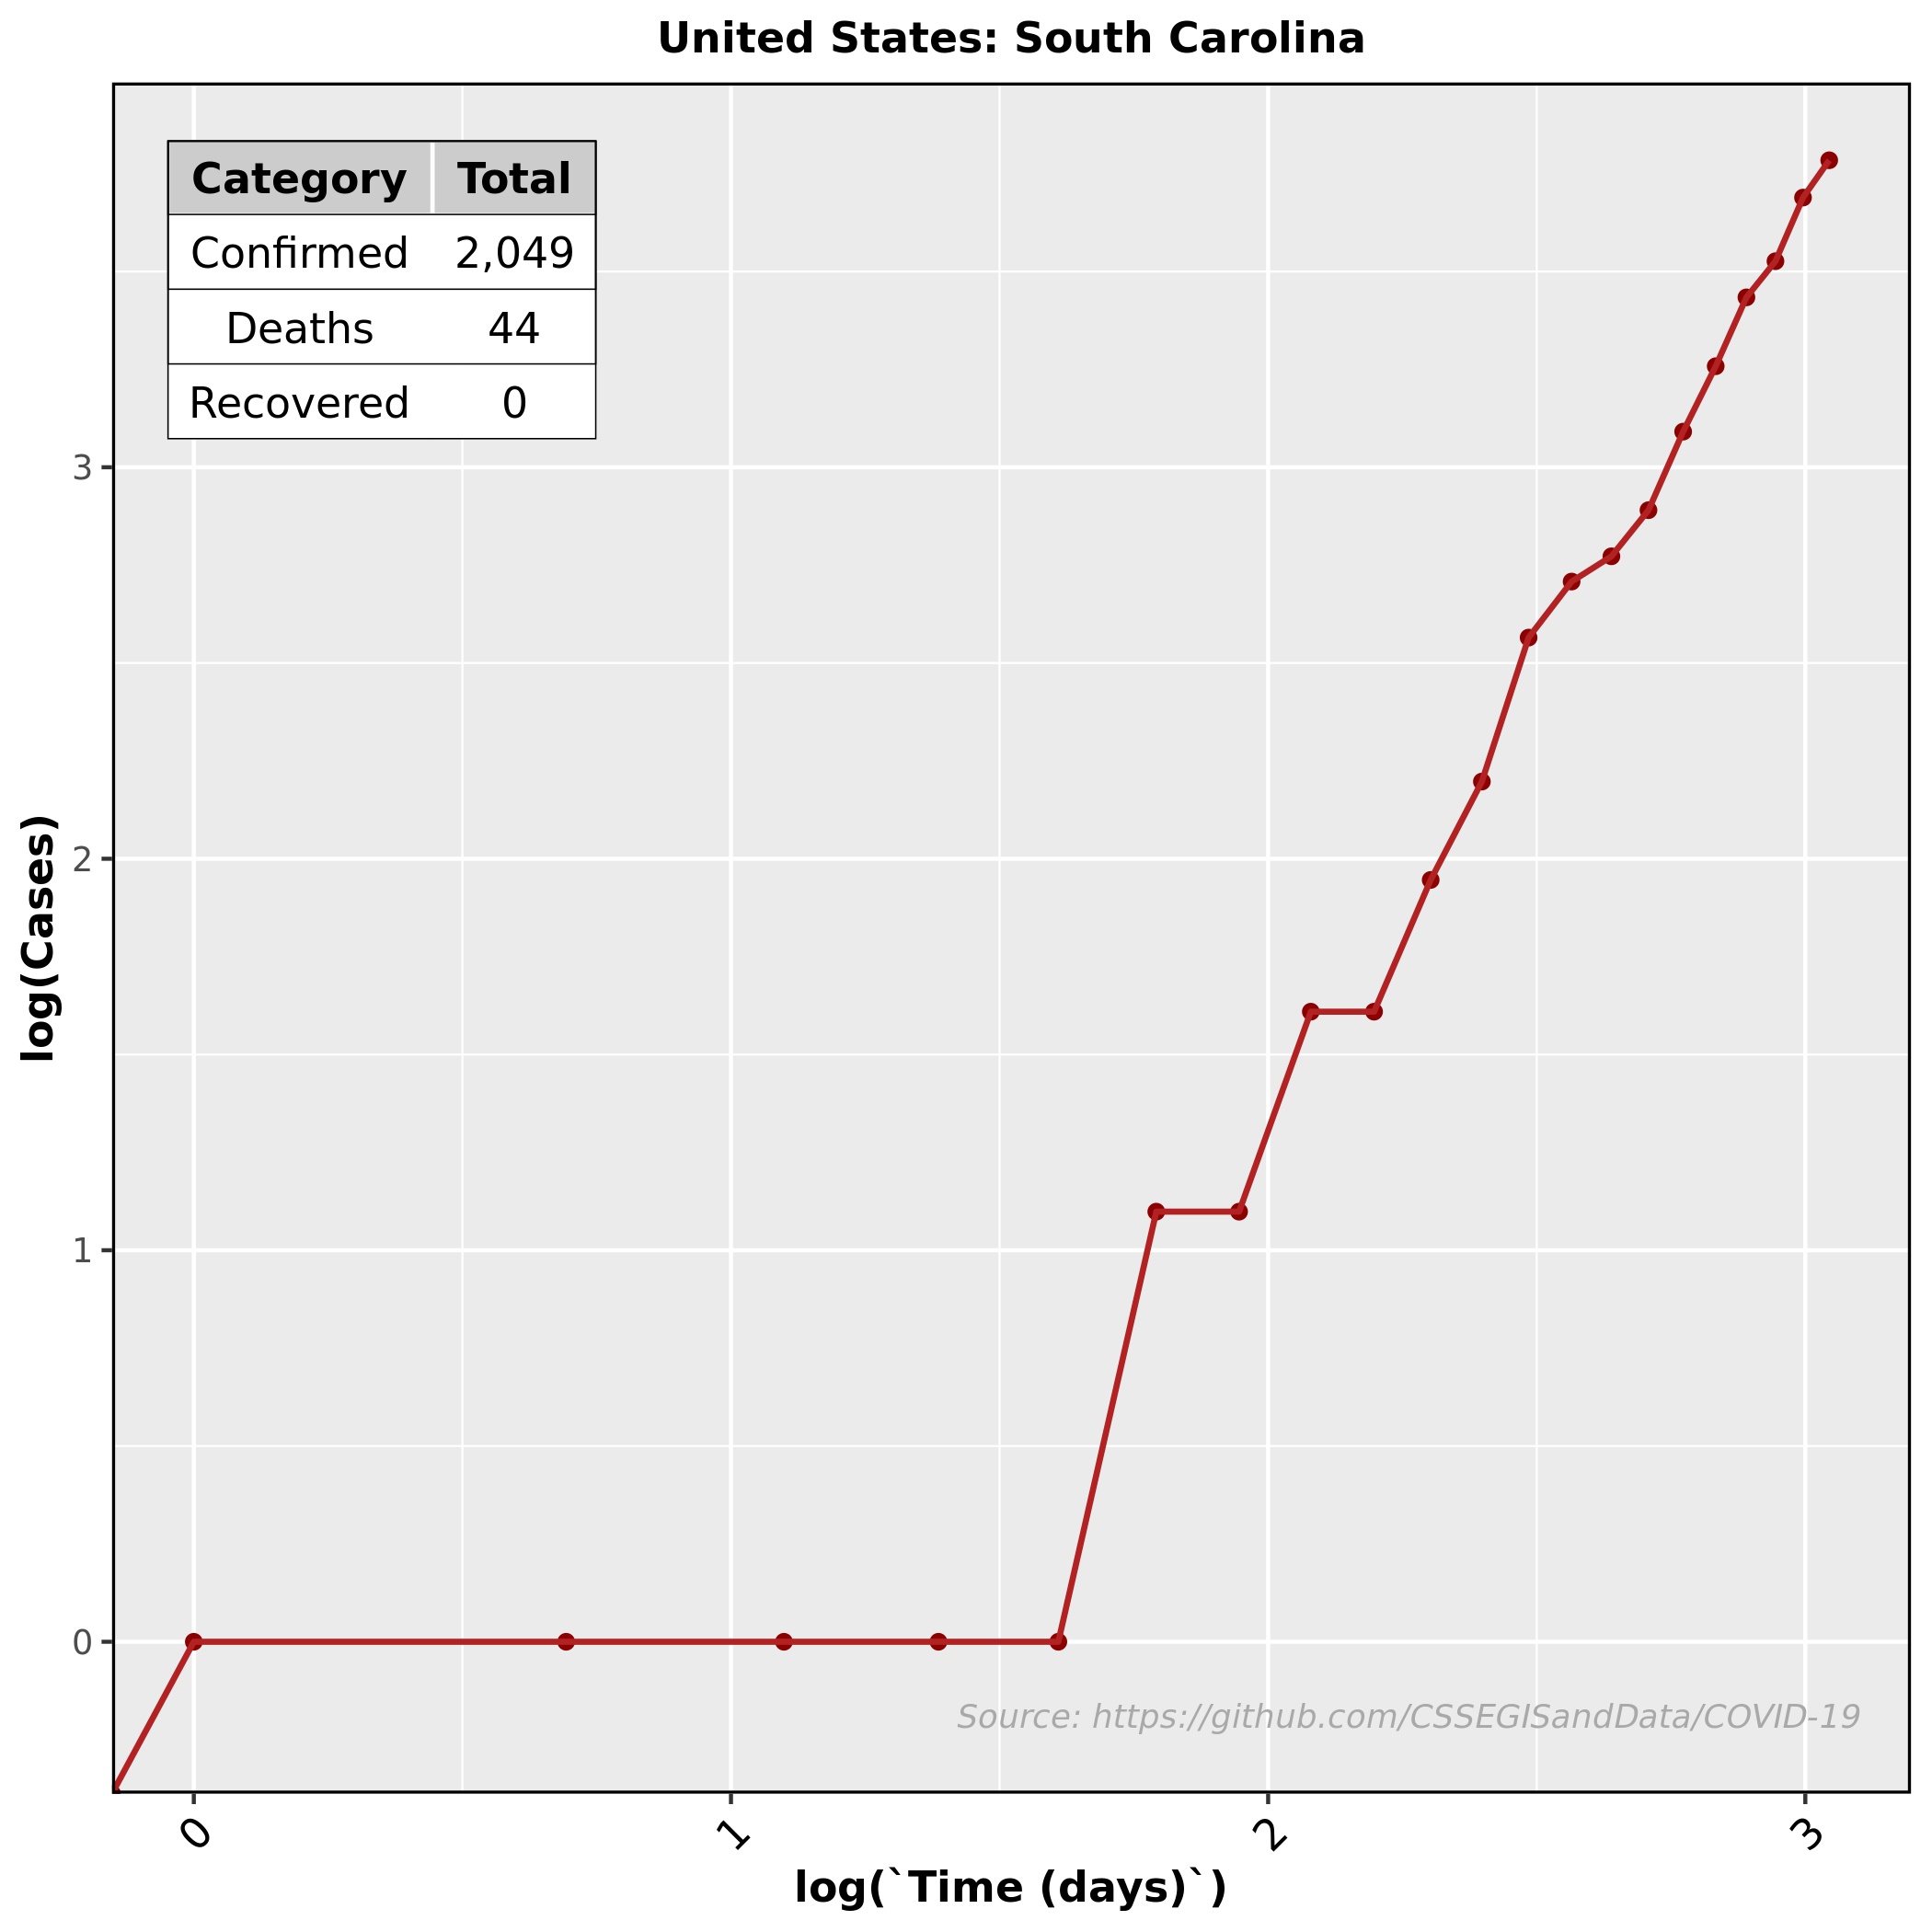 United States: South Carolina
Category Total
Confirmed 2,049
Deaths 44
Recovered 0
3
2
1
0
log(Cases)
Source: https://github.com/CSSEGISandData/COVID-19
0 1 2 3
log(`Time (days)`)